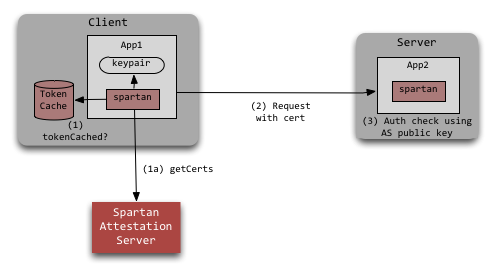 Client
App1
keypair
Token
Cache
spartan
(1)
tokenCached?
(2) Request
with cert
Server
App2
spartan
(3) Auth check using
AS public key
(1a) getCerts
Spartan
Attestation
Server